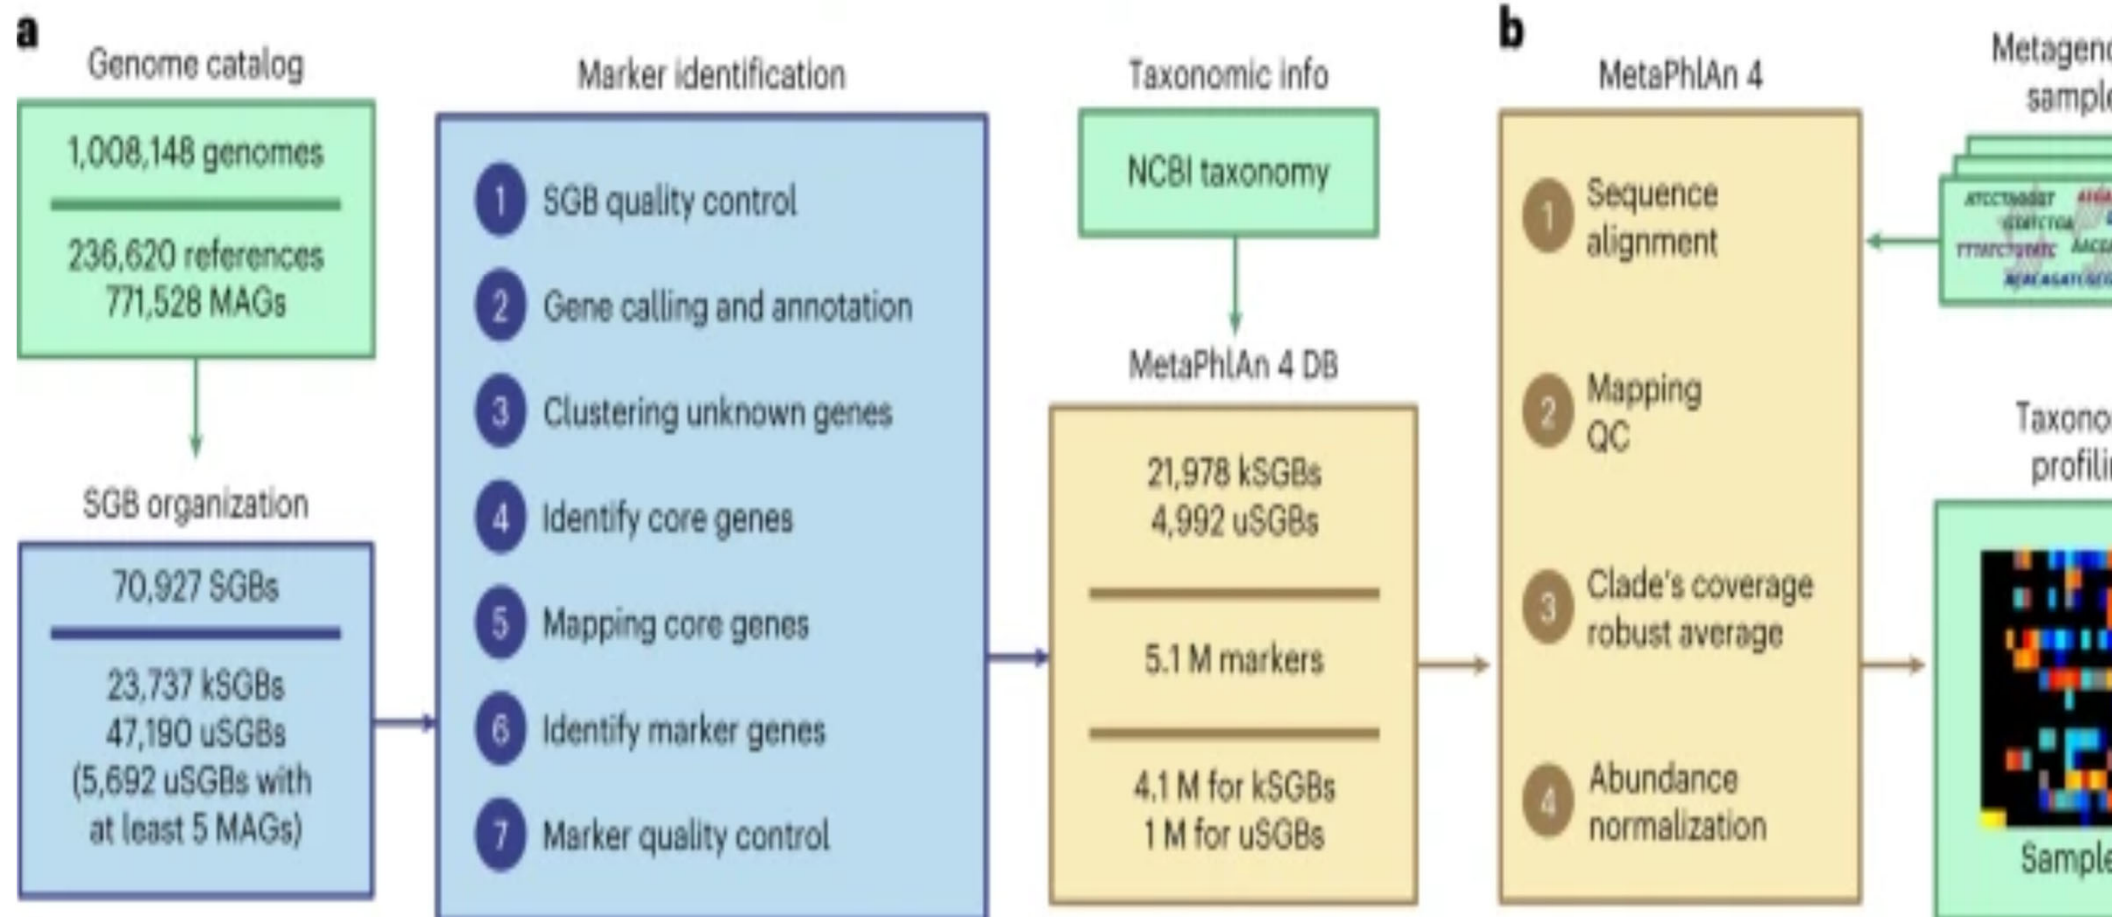 a
Genome catalog
1,008,148 genomes
236,620 references
771,528 MAGs
SGB organization
70,927 SGBs
23,737 kSGBs
47,190 uSGBs
(5,692 uSGBs with
at least 5 MAGs)
Marker identification
1 SGB quality control
2 Gene calling and annotation
3 Clustering unknown genes
4 Identify core genes
5 Mapping core genes
6 Identify marker genes
7 Marker quality control
Taxonomic info
NCBI taxonomy
MetaPhlAn 4 DB
21,978 kSGBs
4,992 uSGBs
5.1 M markers
4.1 M for kSGBs
1 M for uSGBs
b
MetaPhlAn 4
1 Sequence
alignment
2 Mapping
QC
3 Clade's coverage
robust average
4 Abundance
normalization
Metageno
sample
Taxono
profilin
Sample